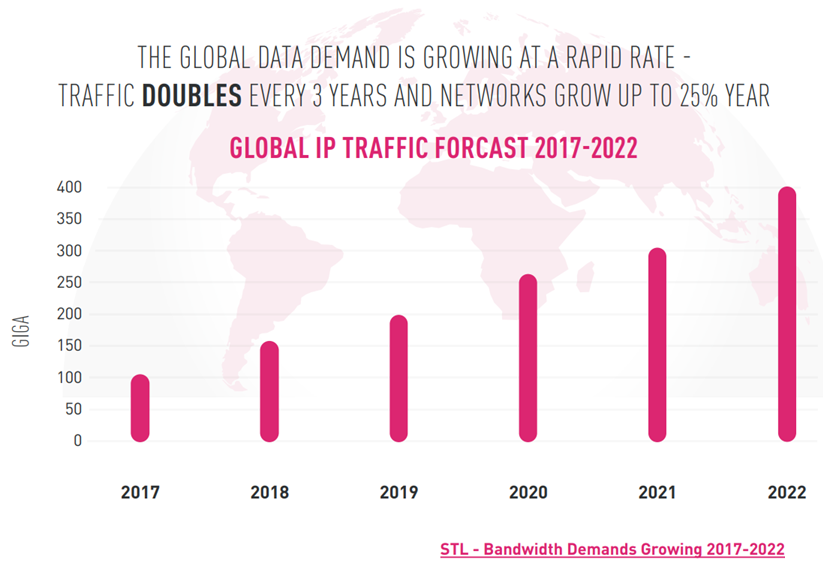 THE GLOBAL DATA DEMAND IS GROWING AT A RAPID RATE -
TRAFFIC DOUBLES EVERY 3 YEARS AND NETWORKS GROW UP TO 25% YEAR
GLOBAL IP TRAFFIC FORCAST 2017-2022
400
350
300
250
200
150
100
50
0
GIGA
2017 2018 2019 2020 2021 2022
STL - Bandwidth Demands Growing 2017-2022